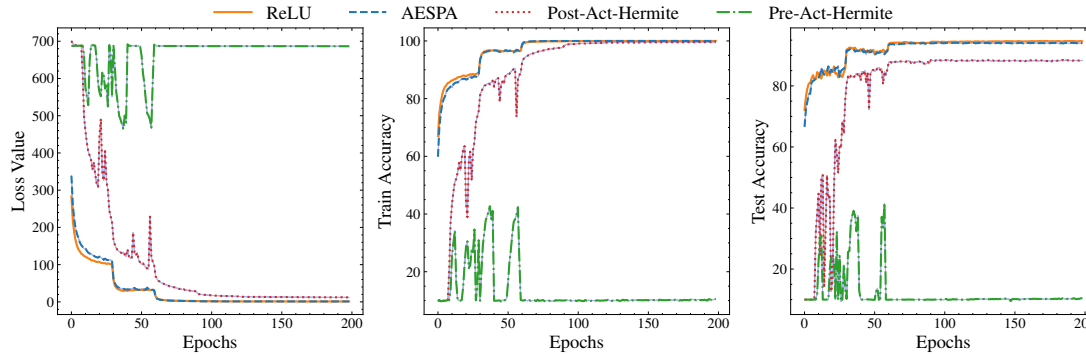 ReLU AESPA Post-Act-Hermite Pre-Act-Hermite
Loss Value
700
600
500
400
300
200
100
0
0 50 100 150 200
Epochs
Train Accuracy
100
80
60
40
20
0 50 100 150 200
Epochs
Test Accuracy
80
60
40
20
0 50 100 150 200
Epochs